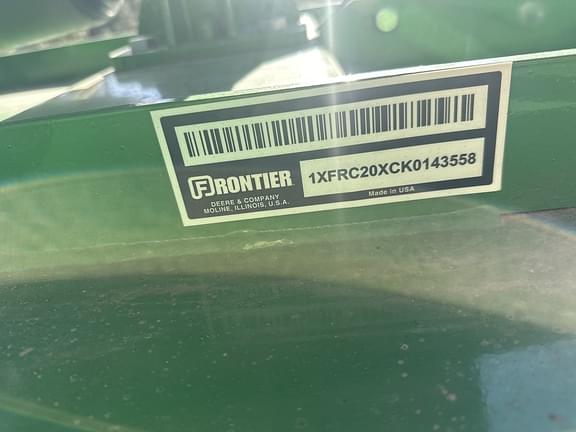 FRONTIER
1XFRC20XCK0143558
DEERE & COMPANY
MOLINE, ILLINOIS, U.S.A.
Made in USA